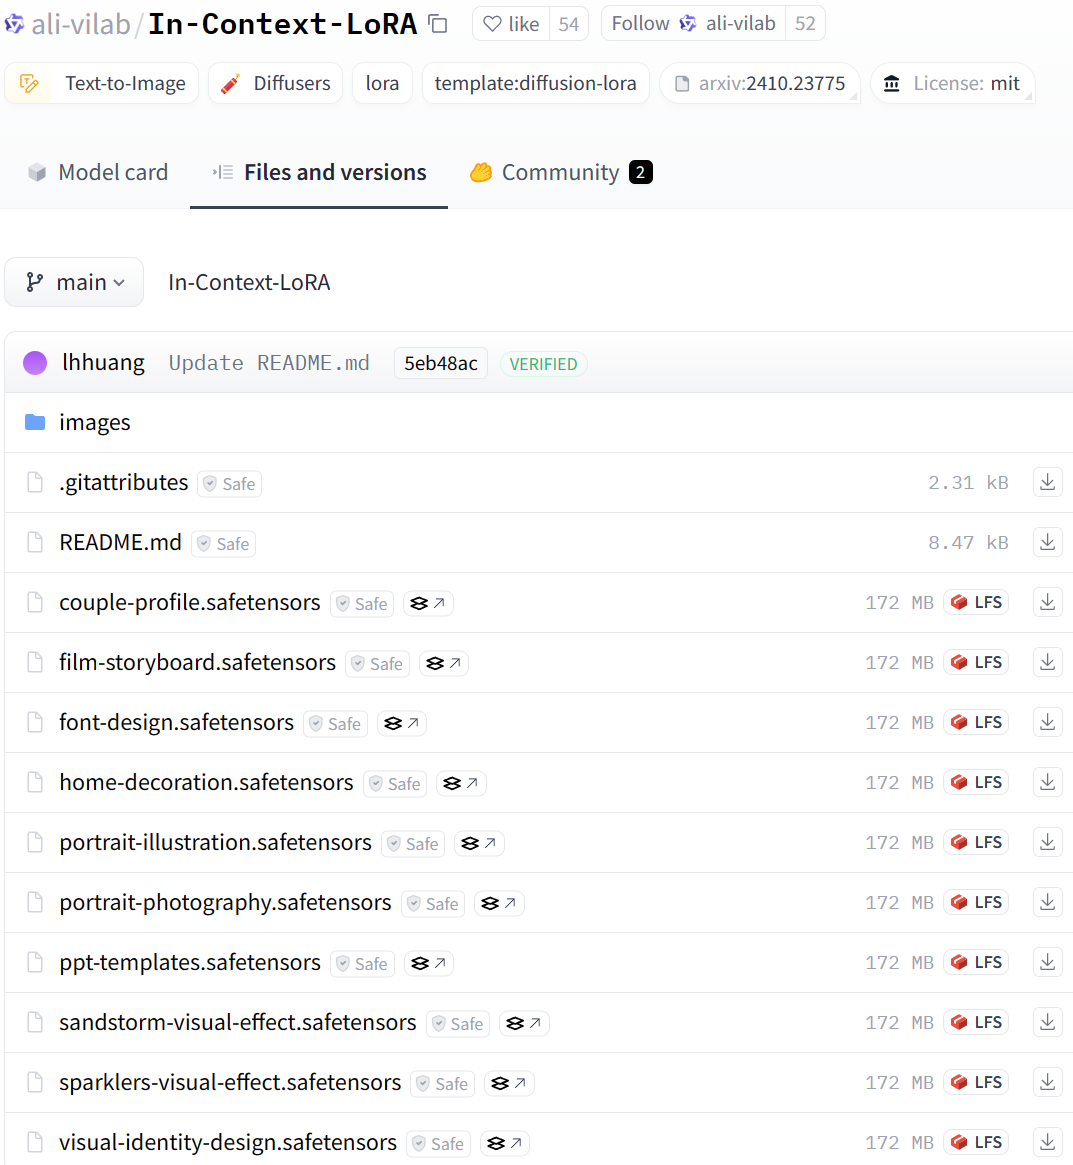 ali-vilab/In-Context-LoRA like 54 Follow ali-vilab 52
Text-to-Image Diffusers lora template:diffusion-lora arxiv:2410.23775 License: mit
Model card Files and versions Community 2
main In-Context-LoRA
lhhuang Update README.md 5eb48ac VERIFIED
images
.gitattributes Safe 2.31 kB
README.md Safe 8.47 kB
couple-profile.safetensors Safe 172 MB LFS
film-storyboard.safetensors Safe 172 MB LFS
font-design.safetensors Safe 172 MB LFS
home-decoration.safetensors Safe 172 MB LFS
portrait-illustration.safetensors Safe 172 MB LFS
portrait-photography.safetensors Safe 172 MB LFS
ppt-templates.safetensors Safe 172 MB LFS
sandstorm-visual-effect.safetensors Safe 172 MB LFS
sparklers-visual-effect.safetensors Safe 172 MB LFS
visual-identity-design.safetensors Safe 172 MB LFS